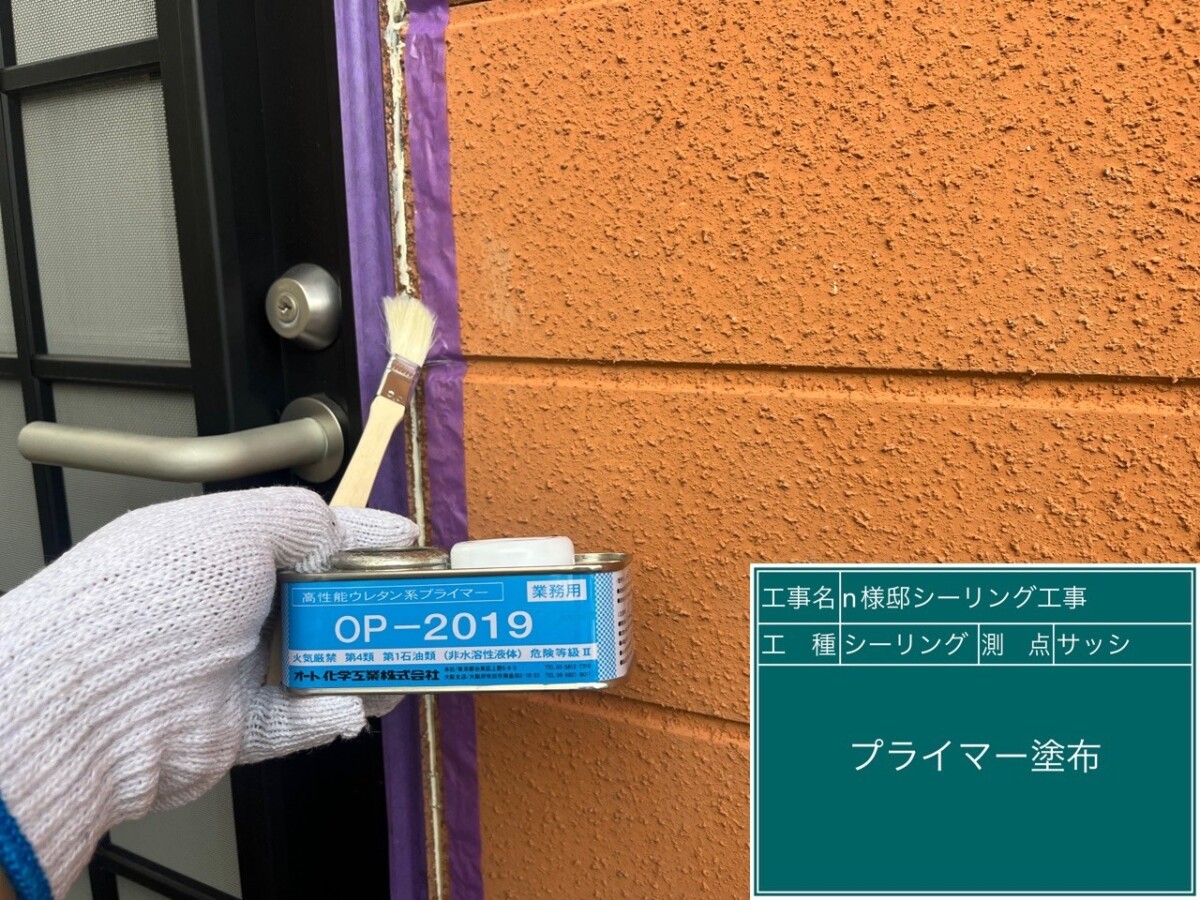 高性能ウレタン系プライマー 業務用
OP-2019
火気厳禁 第4類 第1石油類 (非水溶性液体) 危険等級Ⅱ
オート化学工業株式会社
工事名 n様邸シーリング工事
工 種 シーリング 測 点 サッシ
プライマー塗布